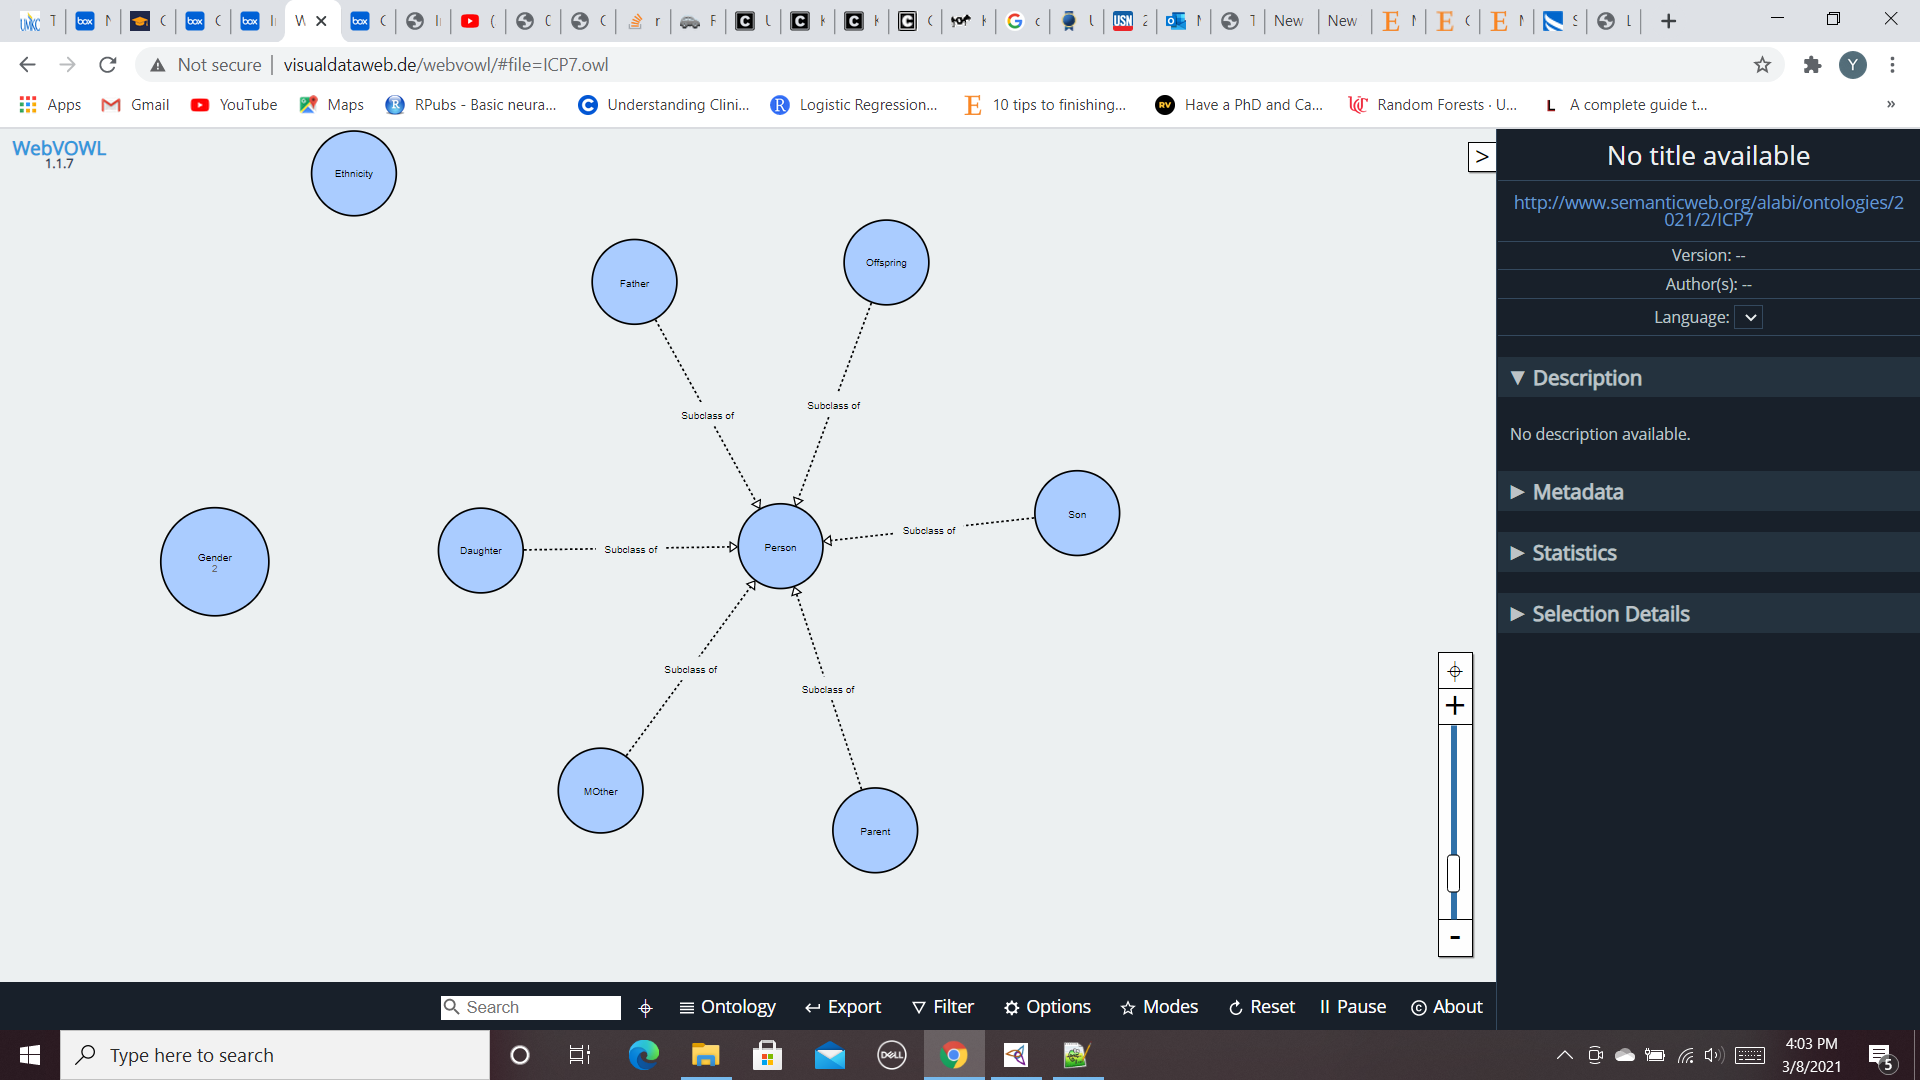 Not secure | visualdataweb.de/webvowl/#file=ICP7.owl
Apps Gmail YouTube Maps RPubs - Basic neura... Understanding Clini... Logistic Regression... 10 tips to finishing... Have a PhD and Ca... Random Forests · U... A complete guide t... »
WebVOWL
1.1.7
Ethnicity
Father
Offspring
Subclass of
Subclass of
Son
Subclass of
Gender
2
Daughter
Subclass of
Person
Subclass of
Subclass of
MOther
Parent
>
No title available
http://www.semanticweb.org/alabi/ontologies/2
021/2/ICP7
Version: --
Author(s): --
Language:
▼ Description
No description available.
▶ Metadata
▶ Statistics
▶ Selection Details
+
-
Search Ontology Export Filter Options Modes Reset Pause About
Type here to search
DELL
4:03 PM
3/8/2021
5